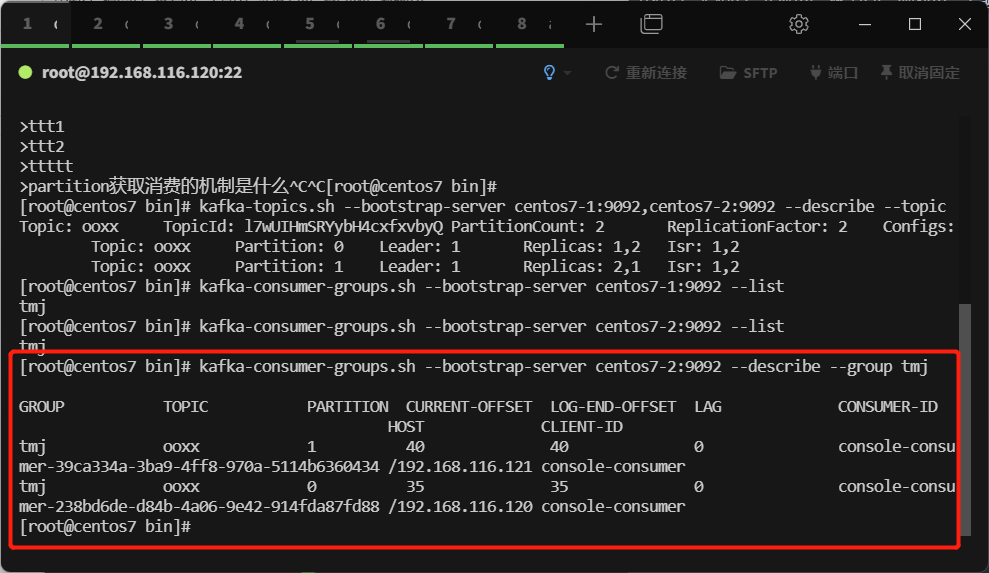 1 2 3 4 5 6 7 8
root@192.168.116.120:22 重新连接 SFTP 端口 取消固定
>ttt1
>ttt2
>ttttt
>partition获取消费的机制是什么^C^C[root@centos7 bin]#
[root@centos7 bin]# kafka-topics.sh --bootstrap-server centos7-1:9092,centos7-2:9092 --describe --topic
Topic: ooxx TopicId: l7wUIHmSRYybH4cxfxvbyQ PartitionCount: 2 ReplicationFactor: 2 Configs:
Topic: ooxx Partition: 0 Leader: 1 Replicas: 1,2 Isr: 1,2
Topic: ooxx Partition: 1 Leader: 1 Replicas: 2,1 Isr: 1,2
[root@centos7 bin]# kafka-consumer-groups.sh --bootstrap-server centos7-1:9092 --list
tmj
[root@centos7 bin]# kafka-consumer-groups.sh --bootstrap-server centos7-2:9092 --list
tmj
[root@centos7 bin]# kafka-consumer-groups.sh --bootstrap-server centos7-2:9092 --describe --group tmj
GROUP TOPIC PARTITION CURRENT-OFFSET LOG-END-OFFSET LAG CONSUMER-ID
HOST CLIENT-ID
tmj ooxx 1 40 40 0 console-consu
mer-39ca334a-3ba9-4ff8-970a-5114b6360434 /192.168.116.121 console-consumer
tmj ooxx 0 35 35 0 console-consu
mer-238bd6de-d84b-4a06-9e42-914fda87fd88 /192.168.116.120 console-consumer
[root@centos7 bin]#